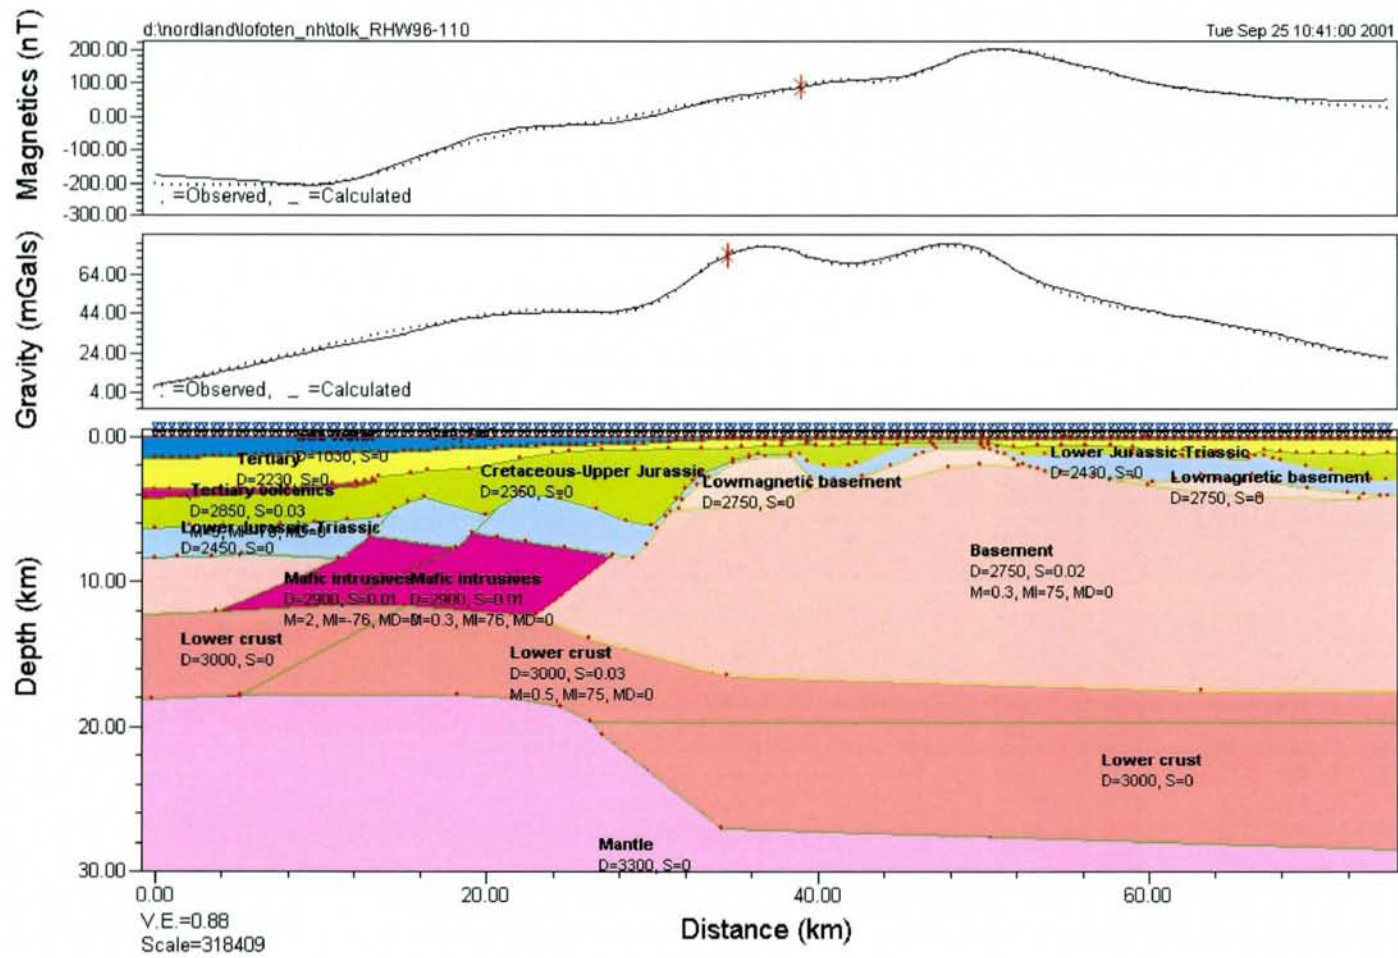 d:\nordland\lofoten_nh\tolk_RHW96-110
Tue Sep 25 10:41:00 2001
Magnetics (nT)
200.00
100.00
0.00
-100.00
-200.00
-300.00
. =Observed, _ =Calculated
Gravity (mGals)
64.00
44.00
24.00
4.00
. =Observed, _ =Calculated
Depth (km)
0.00
10.00
20.00
30.00
D=1030, S=0
Tertiary
D=2230, S=0
Tertiary volcanics
D=2850, S=0.03
Lower Jurassic-Triassic
D=2450, S=0
Cretaceous-Upper Jurassic
D=2350, S=0
Lowmagnetic basement
D=2750, S=0
Lower Jurassic-Triassic
D=2430, S=0
Lowmagnetic basement
D=2750, S=0
Basement
D=2750, S=0.02
M=0.3, MI=75, MD=0
Mafic intrusives
D=2900, S=0.01
M=2, MI=-76, MD=0
Mafic intrusives
D=2900, S=0.01
M=0.3, MI=76, MD=0
Lower crust
D=3000, S=0
Lower crust
D=3000, S=0.03
M=0.5, MI=75, MD=0
Lower crust
D=3000, S=0
Mantle
D=3300, S=0
0.00
20.00
40.00
60.00
V.E.=0.88
Scale=318409
Distance (km)